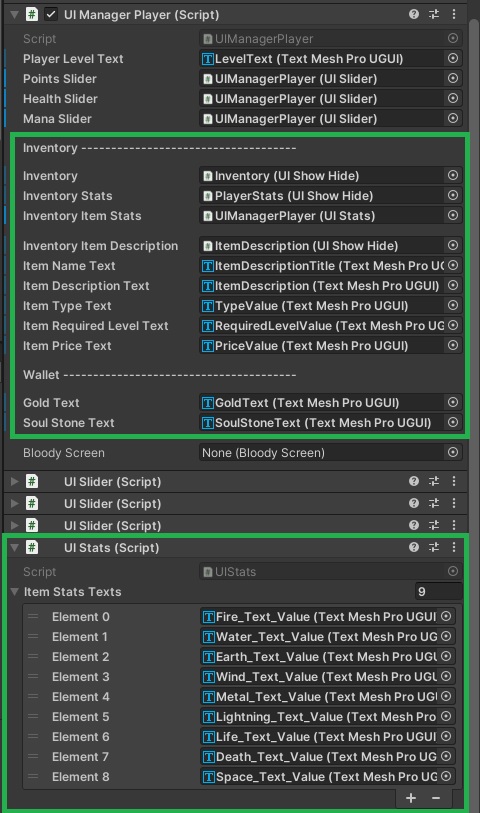 UI Manager Player (Script)
Script UIManagerPlayer
Player Level Text LevelText (Text Mesh Pro UGUI)
Points Slider UIManagerPlayer (UI Slider)
Health Slider UIManagerPlayer (UI Slider)
Mana Slider UIManagerPlayer (UI Slider)
Inventory ------------------------------------
Inventory Inventory (UI Show Hide)
Inventory Stats PlayerStats (UI Show Hide)
Inventory Item Stats UIManagerPlayer (UI Stats)
Inventory Item Description ItemDescription (UI Show Hide)
Item Name Text ItemDescriptionTitle (Text Mesh Pro UG
Item Description Text ItemDescription (Text Mesh Pro UGUI)
Item Type Text TypeValue (Text Mesh Pro UGUI)
Item Required Level Text RequiredLevelValue (Text Mesh Pro UG
Item Price Text PriceValue (Text Mesh Pro UGUI)
Wallet ---------------------------------------
Gold Text GoldText (Text Mesh Pro UGUI)
Soul Stone Text SoulStoneText (Text Mesh Pro UGUI)
Bloody Screen None (Bloody Screen)
UI Slider (Script)
UI Slider (Script)
UI Slider (Script)
UI Stats (Script)
Script UIStats
Item Stats Texts 9
Element 0 Fire_Text_Value (Text Mesh Pro UGUI
Element 1 Water_Text_Value (Text Mesh Pro UG
Element 2 Earth_Text_Value (Text Mesh Pro UGU
Element 3 Wind_Text_Value (Text Mesh Pro UGU
Element 4 Metal_Text_Value (Text Mesh Pro UGU
Element 5 Lightning_Text_Value (Text Mesh Pro
Element 6 Life_Text_Value (Text Mesh Pro UGUI
Element 7 Death_Text_Value (Text Mesh Pro UG
Element 8 Space_Text_Value (Text Mesh Pro UG